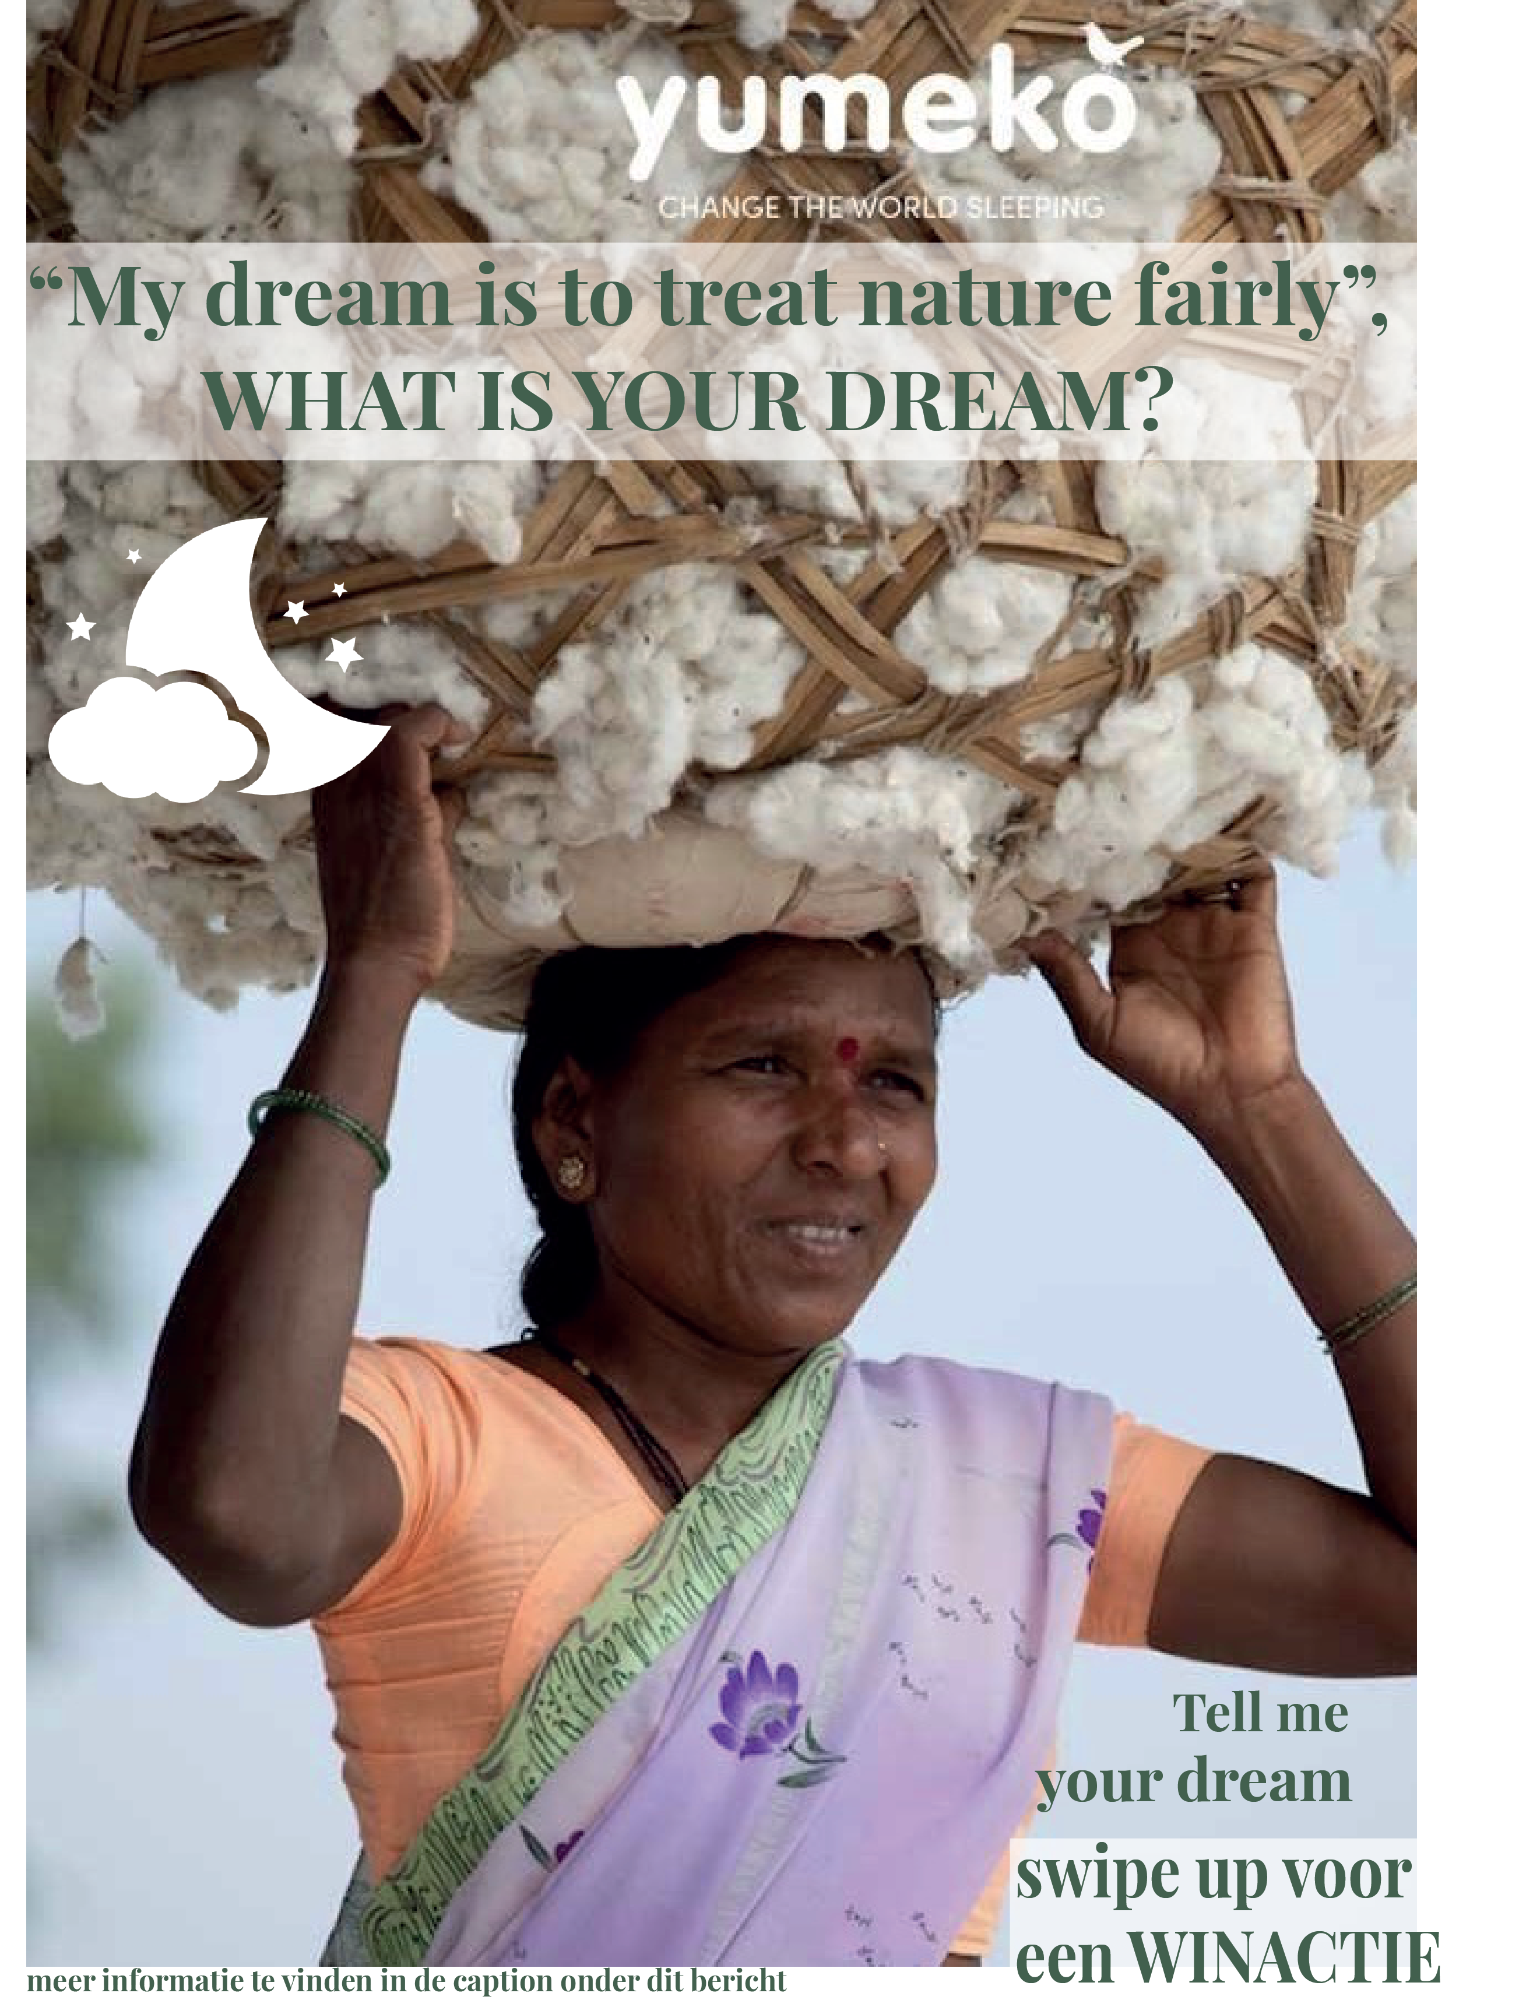 yumeko
CHANGE THE WORLD SLEEPING
“My dream is to treat nature fairly”,
WHAT IS YOUR DREAM?
Tell me
your dream
swipe up voor
een WINACTIE
meer informatie te vinden in de caption onder dit bericht